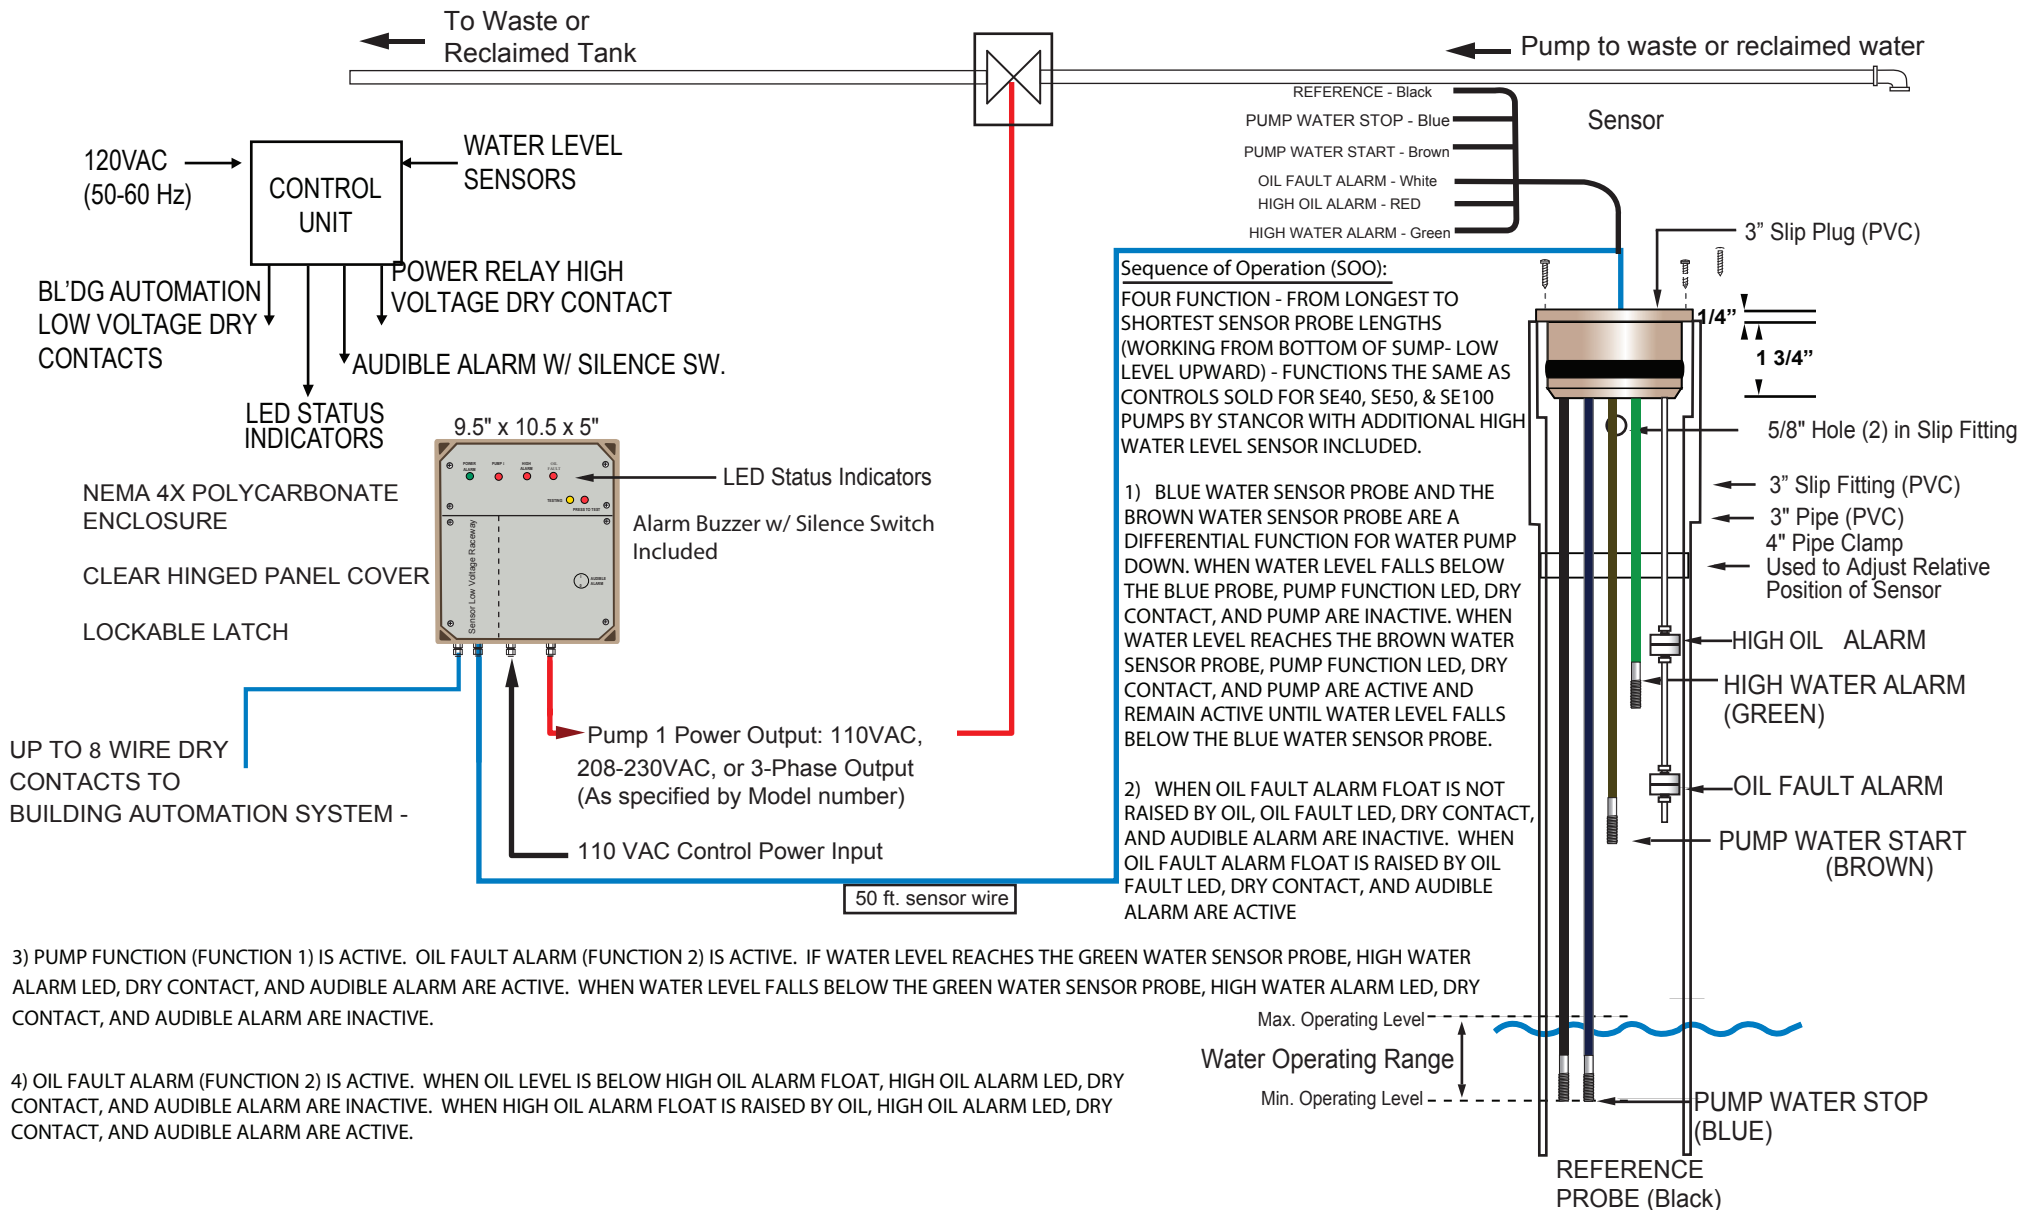 To Waste or
Reclaimed Tank
Pump to waste or reclaimed water
REFERENCE - Black
PUMP WATER STOP - Blue
PUMP WATER START - Brown
OIL FAULT ALARM - White
HIGH OIL ALARM - RED
HIGH WATER ALARM - Green
Sensor
120VAC
(50-60 Hz)
CONTROL
UNIT
WATER LEVEL
SENSORS
BL'DG AUTOMATION
LOW VOLTAGE DRY
CONTACTS
POWER RELAY HIGH
VOLTAGE DRY CONTACT
AUDIBLE ALARM W/ SILENCE SW.
LED STATUS
INDICATORS
9.5" x 10.5 x 5"
POWER
ALARM
PUMP 1
HIGH
ALARM
OIL
FAULT
TESTING
PRESS TO TEST
Sensor Low Voltage Raceway
AUDIBLE
ALARM
LED Status Indicators
Alarm Buzzer w/ Silence Switch
Included
NEMA 4X POLYCARBONATE
ENCLOSURE
CLEAR HINGED PANEL COVER
LOCKABLE LATCH
UP TO 8 WIRE DRY
CONTACTS TO
BUILDING AUTOMATION SYSTEM -
Pump 1 Power Output: 110VAC,
208-230VAC, or 3-Phase Output
(As specified by Model number)
110 VAC Control Power Input
50 ft. sensor wire
Sequence of Operation (SOO):
FOUR FUNCTION - FROM LONGEST TO
SHORTEST SENSOR PROBE LENGTHS
(WORKING FROM BOTTOM OF SUMP- LOW
LEVEL UPWARD) - FUNCTIONS THE SAME AS
CONTROLS SOLD FOR SE40, SE50, & SE100
PUMPS BY STANCOR WITH ADDITIONAL HIGH
WATER LEVEL SENSOR INCLUDED.
1) BLUE WATER SENSOR PROBE AND THE
BROWN WATER SENSOR PROBE ARE A
DIFFERENTIAL FUNCTION FOR WATER PUMP
DOWN. WHEN WATER LEVEL FALLS BELOW
THE BLUE PROBE, PUMP FUNCTION LED, DRY
CONTACT, AND PUMP ARE INACTIVE. WHEN
WATER LEVEL REACHES THE BROWN WATER
SENSOR PROBE, PUMP FUNCTION LED, DRY
CONTACT, AND PUMP ARE ACTIVE AND
REMAIN ACTIVE UNTIL WATER LEVEL FALLS
BELOW THE BLUE WATER SENSOR PROBE.
2) WHEN OIL FAULT ALARM FLOAT IS NOT
RAISED BY OIL, OIL FAULT LED, DRY CONTACT,
AND AUDIBLE ALARM ARE INACTIVE. WHEN
OIL FAULT ALARM FLOAT IS RAISED BY OIL
FAULT LED, DRY CONTACT, AND AUDIBLE
ALARM ARE ACTIVE
3) PUMP FUNCTION (FUNCTION 1) IS ACTIVE. OIL FAULT ALARM (FUNCTION 2) IS ACTIVE. IF WATER LEVEL REACHES THE GREEN WATER SENSOR PROBE, HIGH WATER
ALARM LED, DRY CONTACT, AND AUDIBLE ALARM ARE ACTIVE. WHEN WATER LEVEL FALLS BELOW THE GREEN WATER SENSOR PROBE, HIGH WATER ALARM LED, DRY
CONTACT, AND AUDIBLE ALARM ARE INACTIVE.
4) OIL FAULT ALARM (FUNCTION 2) IS ACTIVE. WHEN OIL LEVEL IS BELOW HIGH OIL ALARM FLOAT, HIGH OIL ALARM LED, DRY
CONTACT, AND AUDIBLE ALARM ARE INACTIVE. WHEN HIGH OIL ALARM FLOAT IS RAISED BY OIL, HIGH OIL ALARM LED, DRY
CONTACT, AND AUDIBLE ALARM ARE ACTIVE.
3” Slip Plug (PVC)
1/4”
1 3/4”
5/8" Hole (2) in Slip Fitting
3” Slip Fitting (PVC)
3" Pipe (PVC)
4" Pipe Clamp
Used to Adjust Relative
Position of Sensor
HIGH OIL ALARM
HIGH WATER ALARM
(GREEN)
OIL FAULT ALARM
PUMP WATER START
(BROWN)
Max. Operating Level
Water Operating Range
Min. Operating Level
PUMP WATER STOP
(BLUE)
REFERENCE
PROBE (Black)